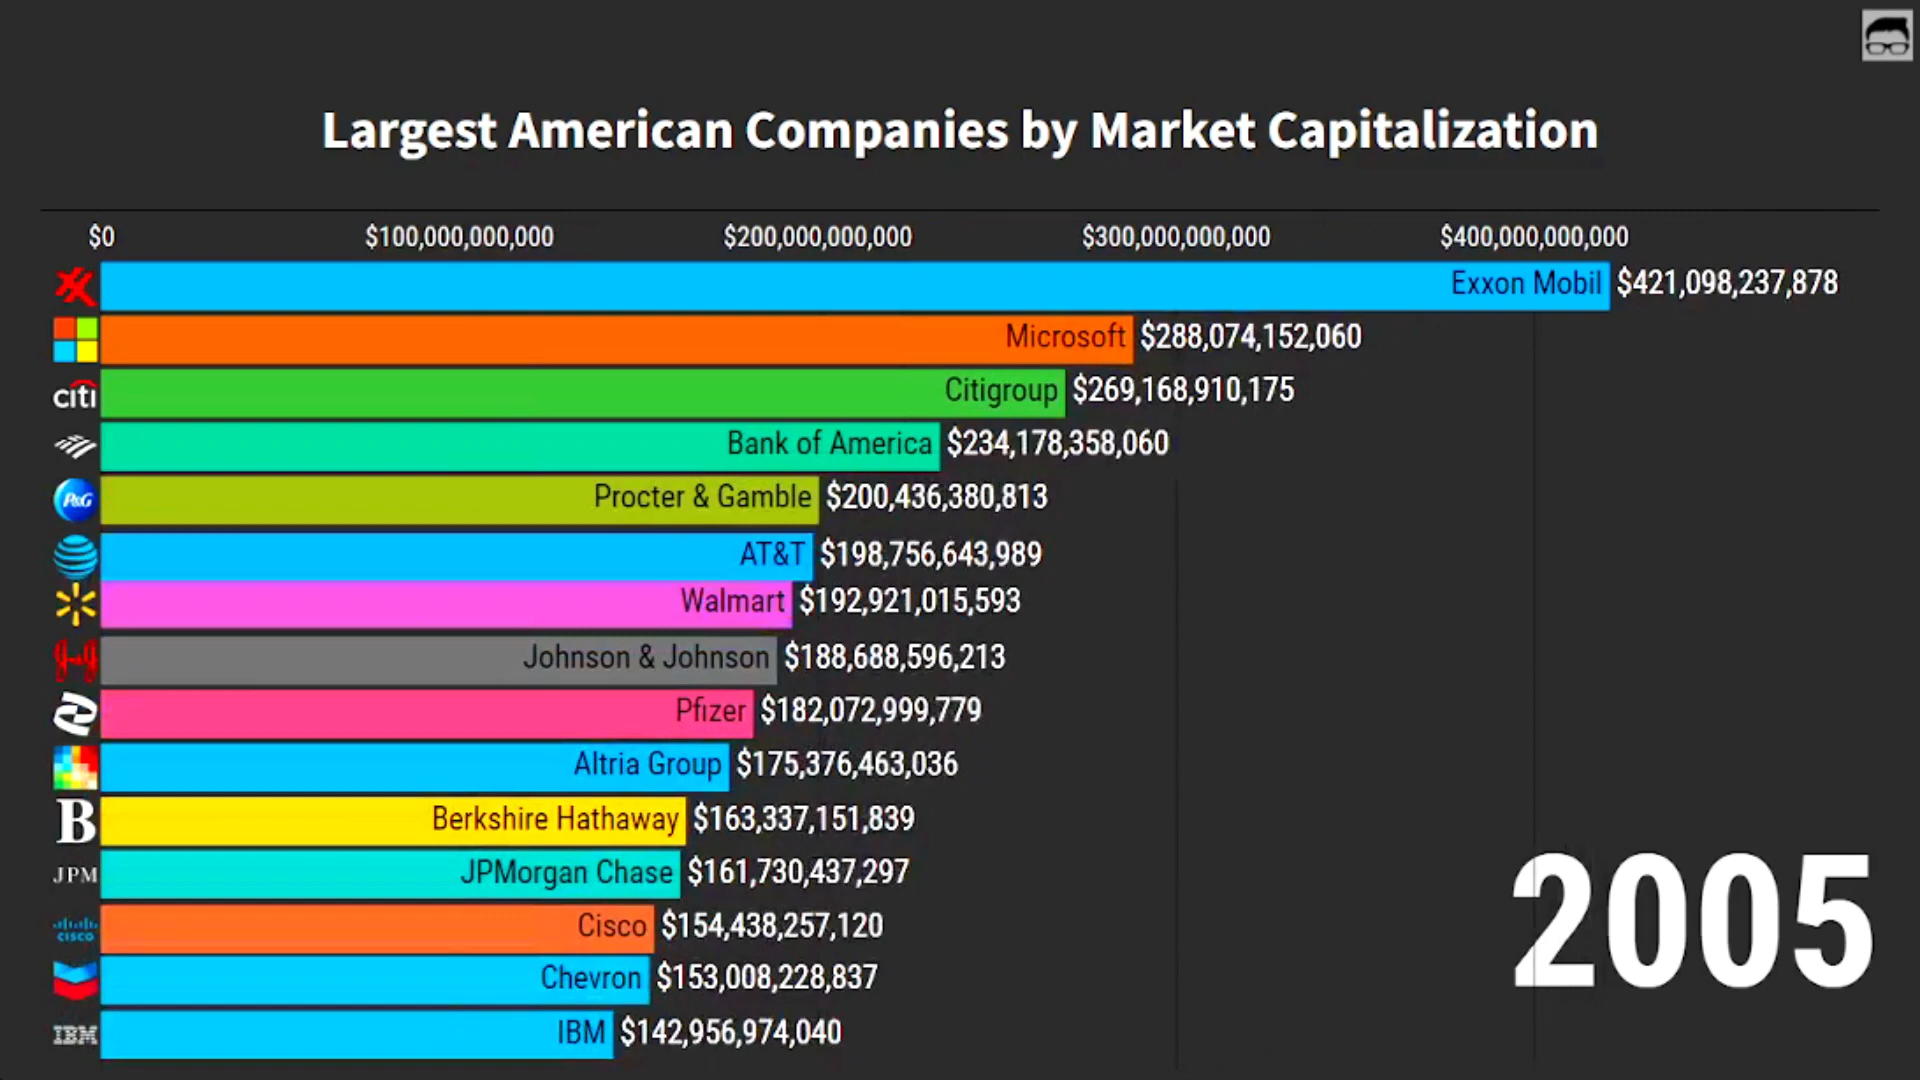 Largest American Companies by Market Capitalization
$0 $100,000,000,000 $200,000,000,000 $300,000,000,000 $400,000,000,000
Exxon Mobil $421,098,237,878
Microsoft $288,074,152,060
citi Citigroup $269,168,910,175
Bank of America $234,178,358,060
P&G Procter & Gamble $200,436,380,813
AT&T $198,756,643,989
Walmart $192,921,015,593
J&J Johnson & Johnson $188,688,596,213
Pfizer $182,072,999,779
Altria Group $175,376,463,036
B Berkshire Hathaway $163,337,151,839
JPM JPMorgan Chase $161,730,437,297
CISCO Cisco $154,438,257,120
Chevron $153,008,228,837
IBM IBM $142,956,974,040
2005